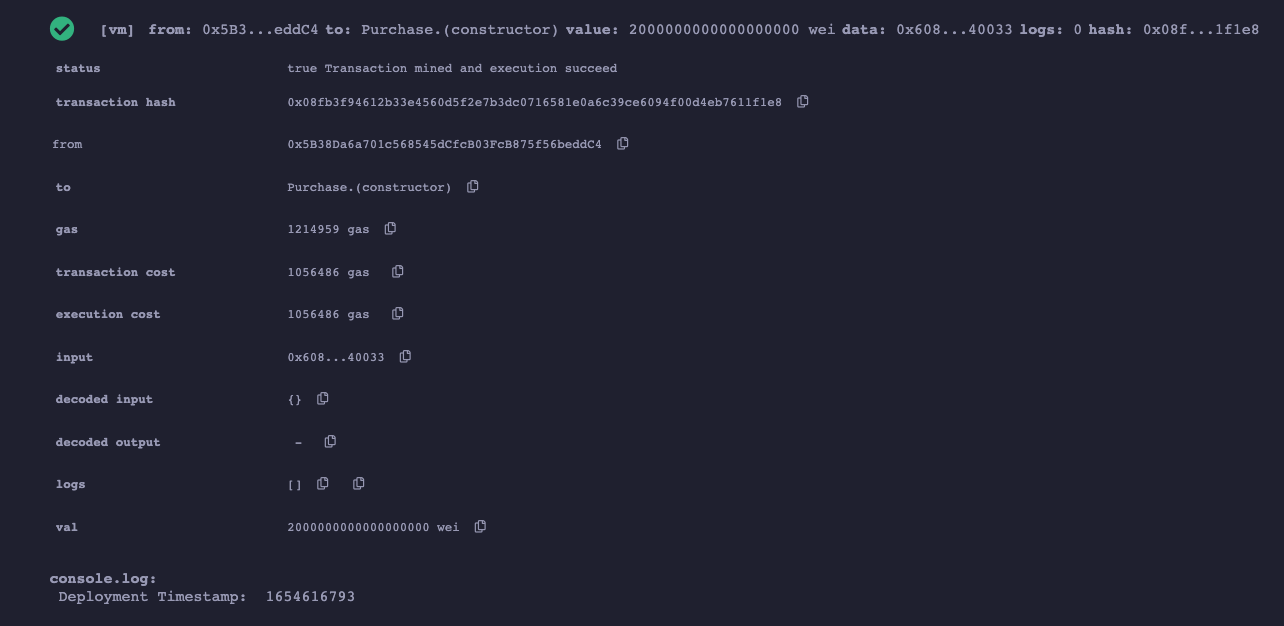 [vm] from: 0x5B3...eddC4 to: Purchase.(constructor) value: 2000000000000000000 wei data: 0x608...40033 logs: 0 hash: 0x08f...1f1e8
status true Transaction mined and execution succeed
transaction hash 0x08fb3f94612b33e4560d5f2e7b3dc0716581e0a6c39ce6094f00d4eb7611f1e8
from 0x5B38Da6a701c568545dCfcB03FcB875f56beddC4
to Purchase.(constructor)
gas 1214959 gas
transaction cost 1056486 gas
execution cost 1056486 gas
input 0x608...40033
decoded input {}
decoded output -
logs []
val 2000000000000000000 wei
console.log:
Deployment Timestamp: 1654616793